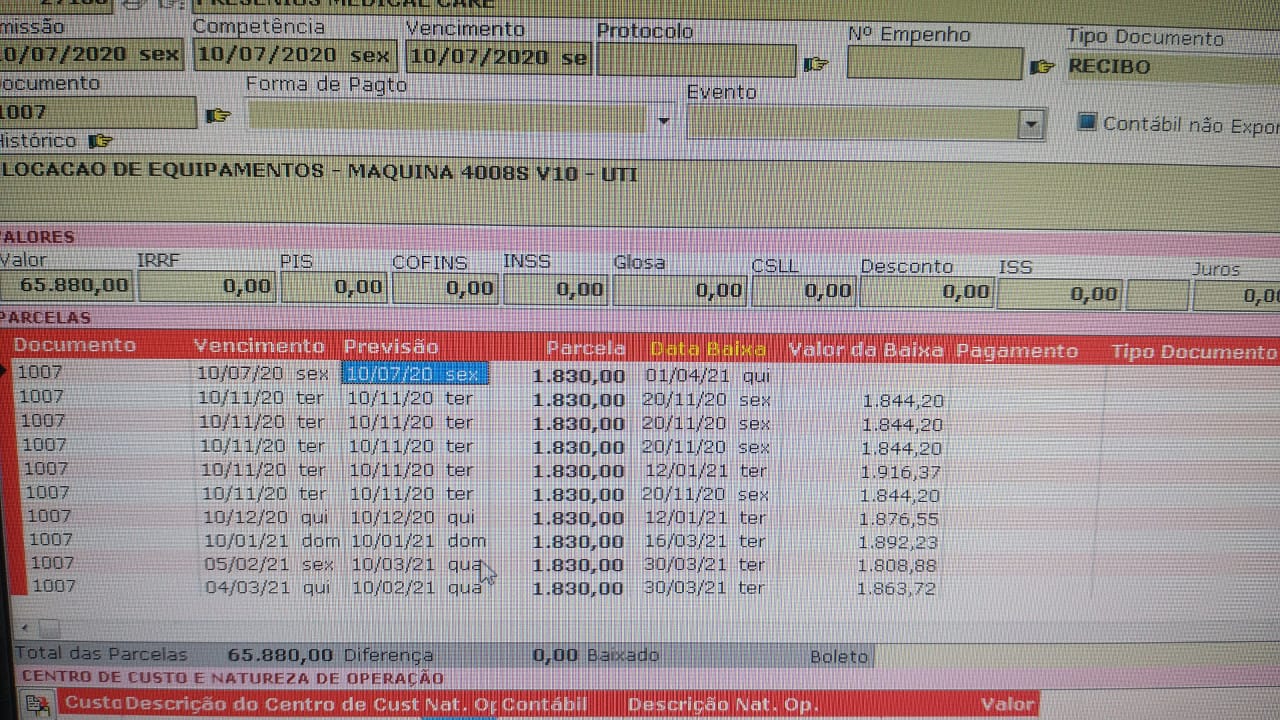 27188 FRESENIUS MEDICAL CARE
missão Competência Vencimento Protocolo Nº Empenho Tipo Documento
0/07/2020 sex 10/07/2020 sex 10/07/2020 se RECIBO
ocumento Forma de Pagto Evento
1007 Contábil não Expor
Histórico
LOCACAO DE EQUIPAMENTOS - MAQUINA 4008S V10 - UTI
VALORES
Valor IRRF PIS COFINS INSS Glosa CSLL Desconto ISS Juros
65.880,00 0,00 0,00 0,00 0,00 0,00 0,00 0,00 0,00 0,0
PARCELAS
Documento Vencimento Previsão Parcela Data Baixa Valor da Baixa Pagamento Tipo Documento
1007 10/07/20 sex 10/07/20 sex 1.830,00 01/04/21 qui
1007 10/11/20 ter 10/11/20 ter 1.830,00 20/11/20 sex 1.844,20
1007 10/11/20 ter 10/11/20 ter 1.830,00 20/11/20 sex 1.844,20
1007 10/11/20 ter 10/11/20 ter 1.830,00 20/11/20 sex 1.844,20
1007 10/11/20 ter 10/11/20 ter 1.830,00 12/01/21 ter 1.916,37
1007 10/11/20 ter 10/11/20 ter 1.830,00 20/11/20 sex 1.844,20
1007 10/12/20 qui 10/12/20 qui 1.830,00 12/01/21 ter 1.876,55
1007 10/01/21 dom 10/01/21 dom 1.830,00 16/03/21 ter 1.892,23
1007 05/02/21 sex 10/03/21 qua 1.830,00 30/03/21 ter 1.808,88
1007 04/03/21 qui 10/02/21 qua 1.830,00 30/03/21 ter 1.863,72
Total das Parcelas 65.880,00 Diferença 0,00 Baixado Boleto
CENTRO DE CUSTO E NATUREZA DE OPERAÇÃO
Custo Descrição do Centro de Cust Nat. Op Contábil Descrição Nat. Op. Valor